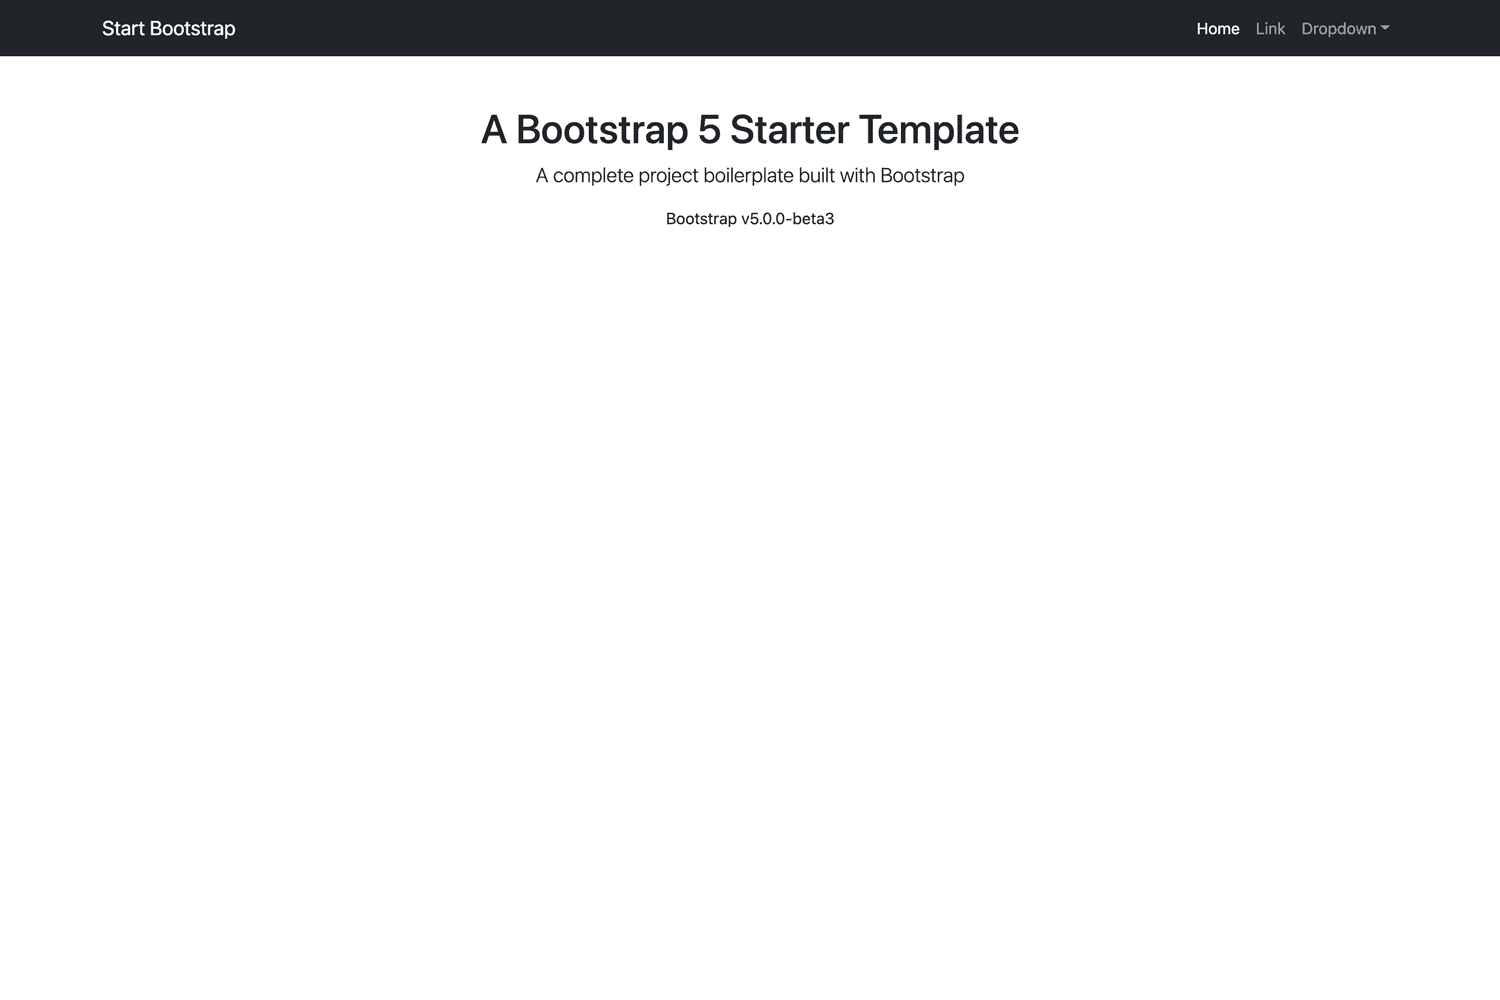 Start Bootstrap
Home Link Dropdown
A Bootstrap 5 Starter Template
A complete project boilerplate built with Bootstrap
Bootstrap v5.0.0-beta3